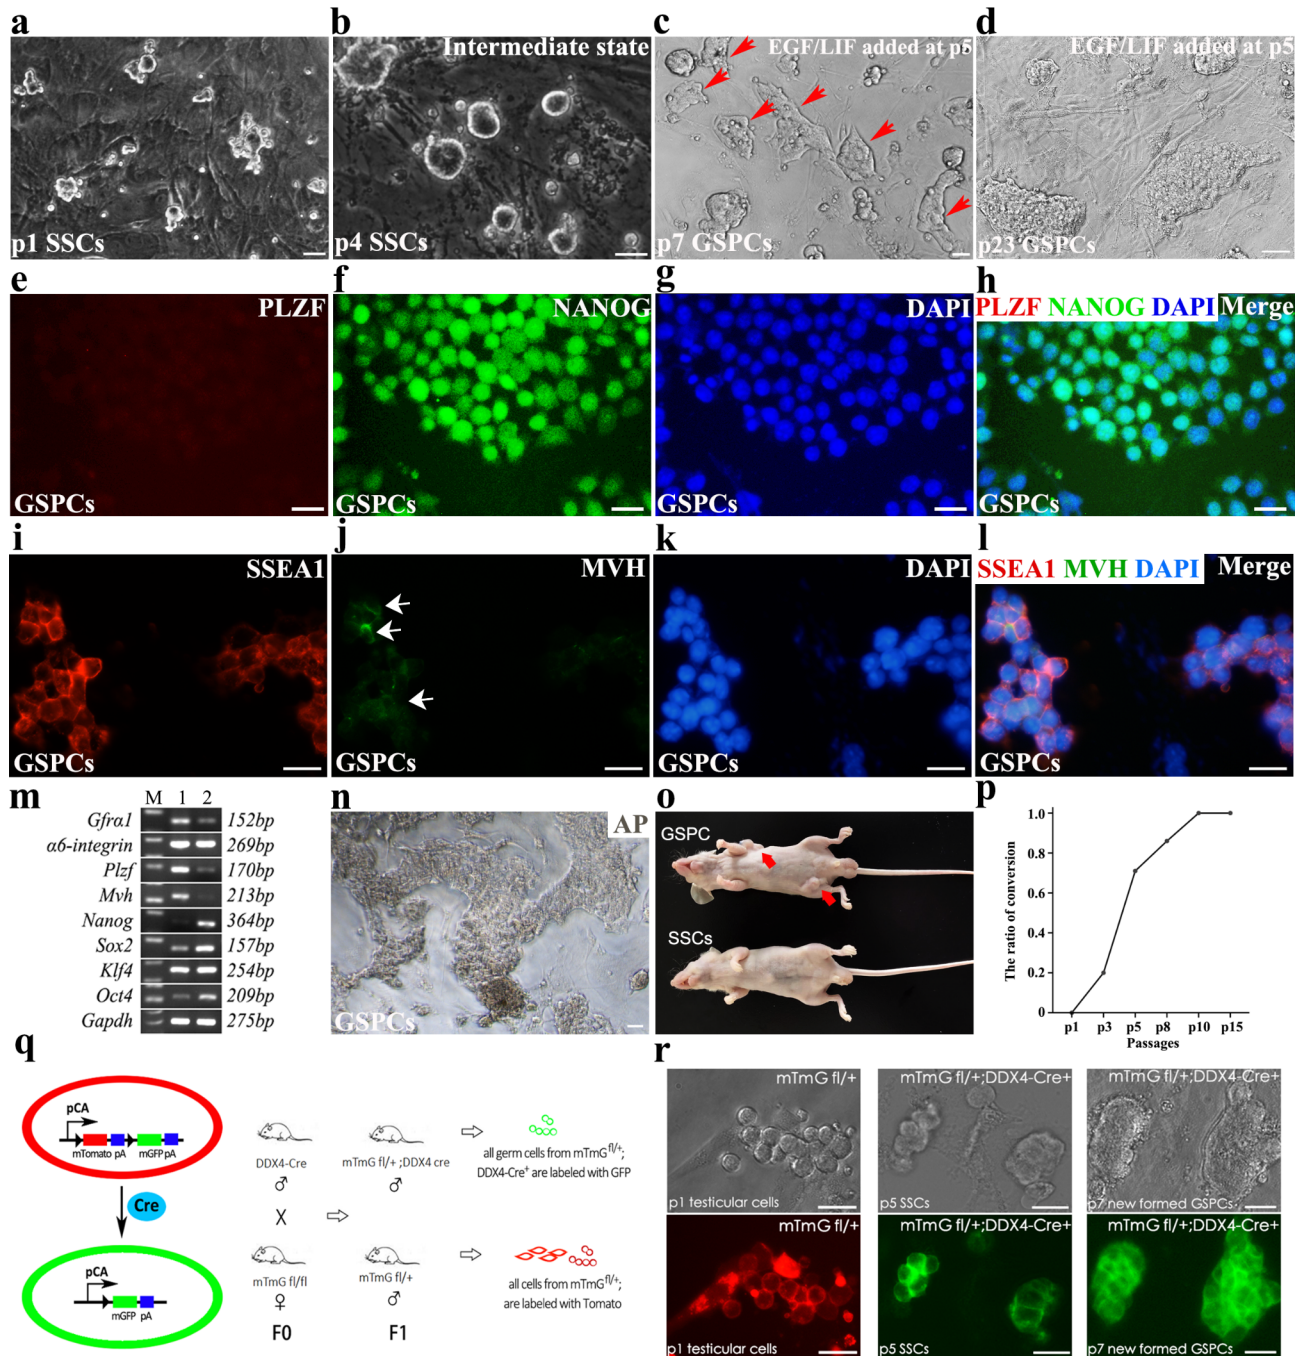 a
b
c
d
Intermediate state
EGF/LIF added at p5
EGF/LIF added at p5
p1 SSCs
p4 SSCs
p7 GSPCs
p23 GSPCs
e
f
g
h
PLZF
NANOG
DAPI
PLZF NANOG DAPI Merge
GSPCs
GSPCs
GSPCs
GSPCs
i
j
k
l
SSEA1
MVH
DAPI
SSEA1 MVH DAPI Merge
GSPCs
GSPCs
GSPCs
GSPCs
m
M 1 2
Gfrα1 152bp
α6-integrin 269bp
Plzf 170bp
Mvh 213bp
Nanog 364bp
Sox2 157bp
Klf4 254bp
Oct4 209bp
Gapdh 275bp
n
AP
GSPCs
o
GSPC
SSCs
p
The ratio of conversion
1.0
0.8
0.6
0.4
0.2
0
p1 p3 p5 p8 p10 p15
Passages
q
pCA
mTomato pA mGFP pA
Cre
pCA
mGFP pA
DDX4-Cre
♂
X
mTmG fl/fl
♀
F0
mTmG fl/+ ;DDX4 cre
♂
mTmG fl/+
♂
F1
all germ cells from mTmG fl/+;
DDX4-Cre+ are labeled with GFP
all cells from mTmG fl/+;
are labeled with Tomato
r
mTmG fl/+
mTmG fl/+;DDX4-Cre+
mTmG fl/+;DDX4-Cre+
p1 testicular cells
p5 SSCs
p7 new formed GSPCs
mTmG fl/+
mTmG fl/+;DDX4-Cre+
mTmG fl/+;DDX4-Cre+
p1 testicular cells
p5 SSCs
p7 new formed GSPCs